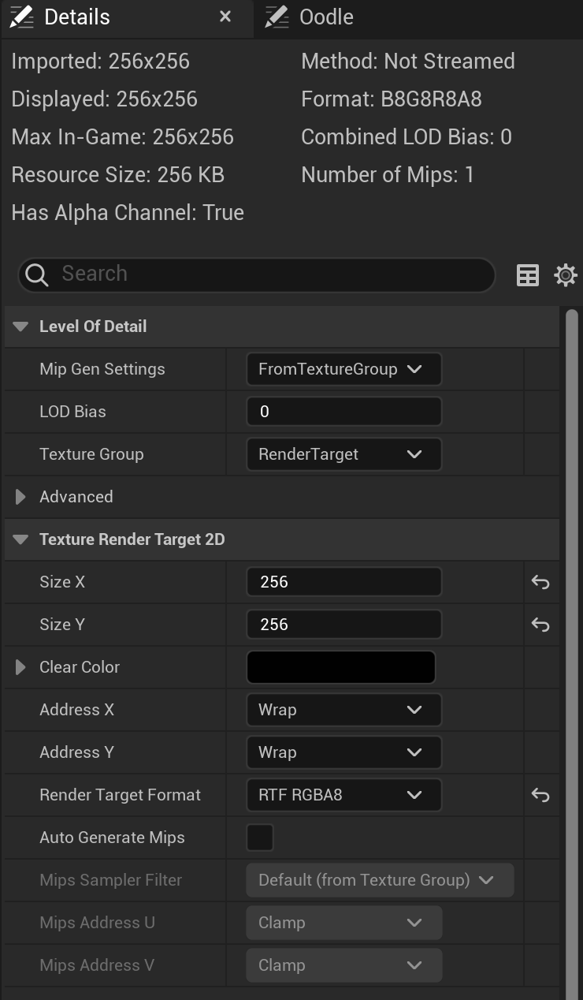 Details
Oodle
Imported: 256x256
Method: Not Streamed
Displayed: 256x256
Format: B8G8R8A8
Max In-Game: 256x256
Combined LOD Bias: 0
Resource Size: 256 KB
Number of Mips: 1
Has Alpha Channel: True
Search
Level Of Detail
Mip Gen Settings
FromTextureGroup
LOD Bias
0
Texture Group
RenderTarget
Advanced
Texture Render Target 2D
Size X
256
Size Y
256
Clear Color
Address X
Wrap
Address Y
Wrap
Render Target Format
RTF RGBA8
Auto Generate Mips
Mips Sampler Filter
Default (from Texture Group)
Mips Address U
Clamp
Mips Address V
Clamp